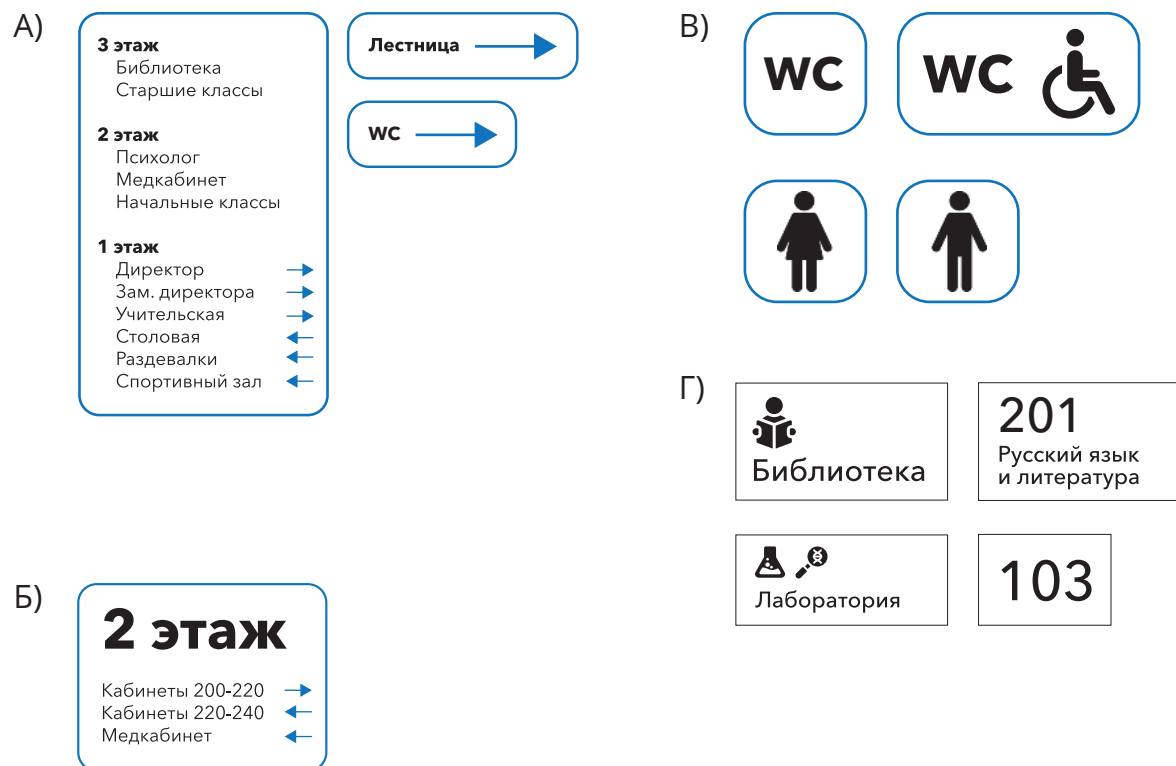 А)
3 этаж
Библиотека
Старшие классы
2 этаж
Психолог
Медкабинет
Начальные классы
1 этаж
Директор
Зам. директора
Учительская
Столовая
Раздевалки
Спортивный зал
Лестница
WC
Б)
2 этаж
Кабинеты 200-220
Кабинеты 220-240
Медкабинет
В)
WC
WC
Г)
Библиотека
201
Русский язык
и литература
Лаборатория
103